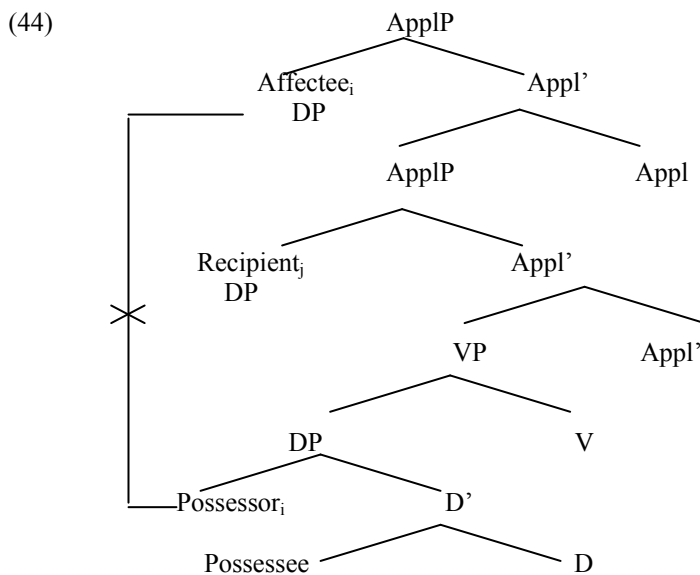 (44) ApplP
Affecteeᵢ Appl’
DP
ApplP Appl
Recipientⱼ Appl’
DP
VP Appl’
DP V
Possessorᵢ D’
Possessee D